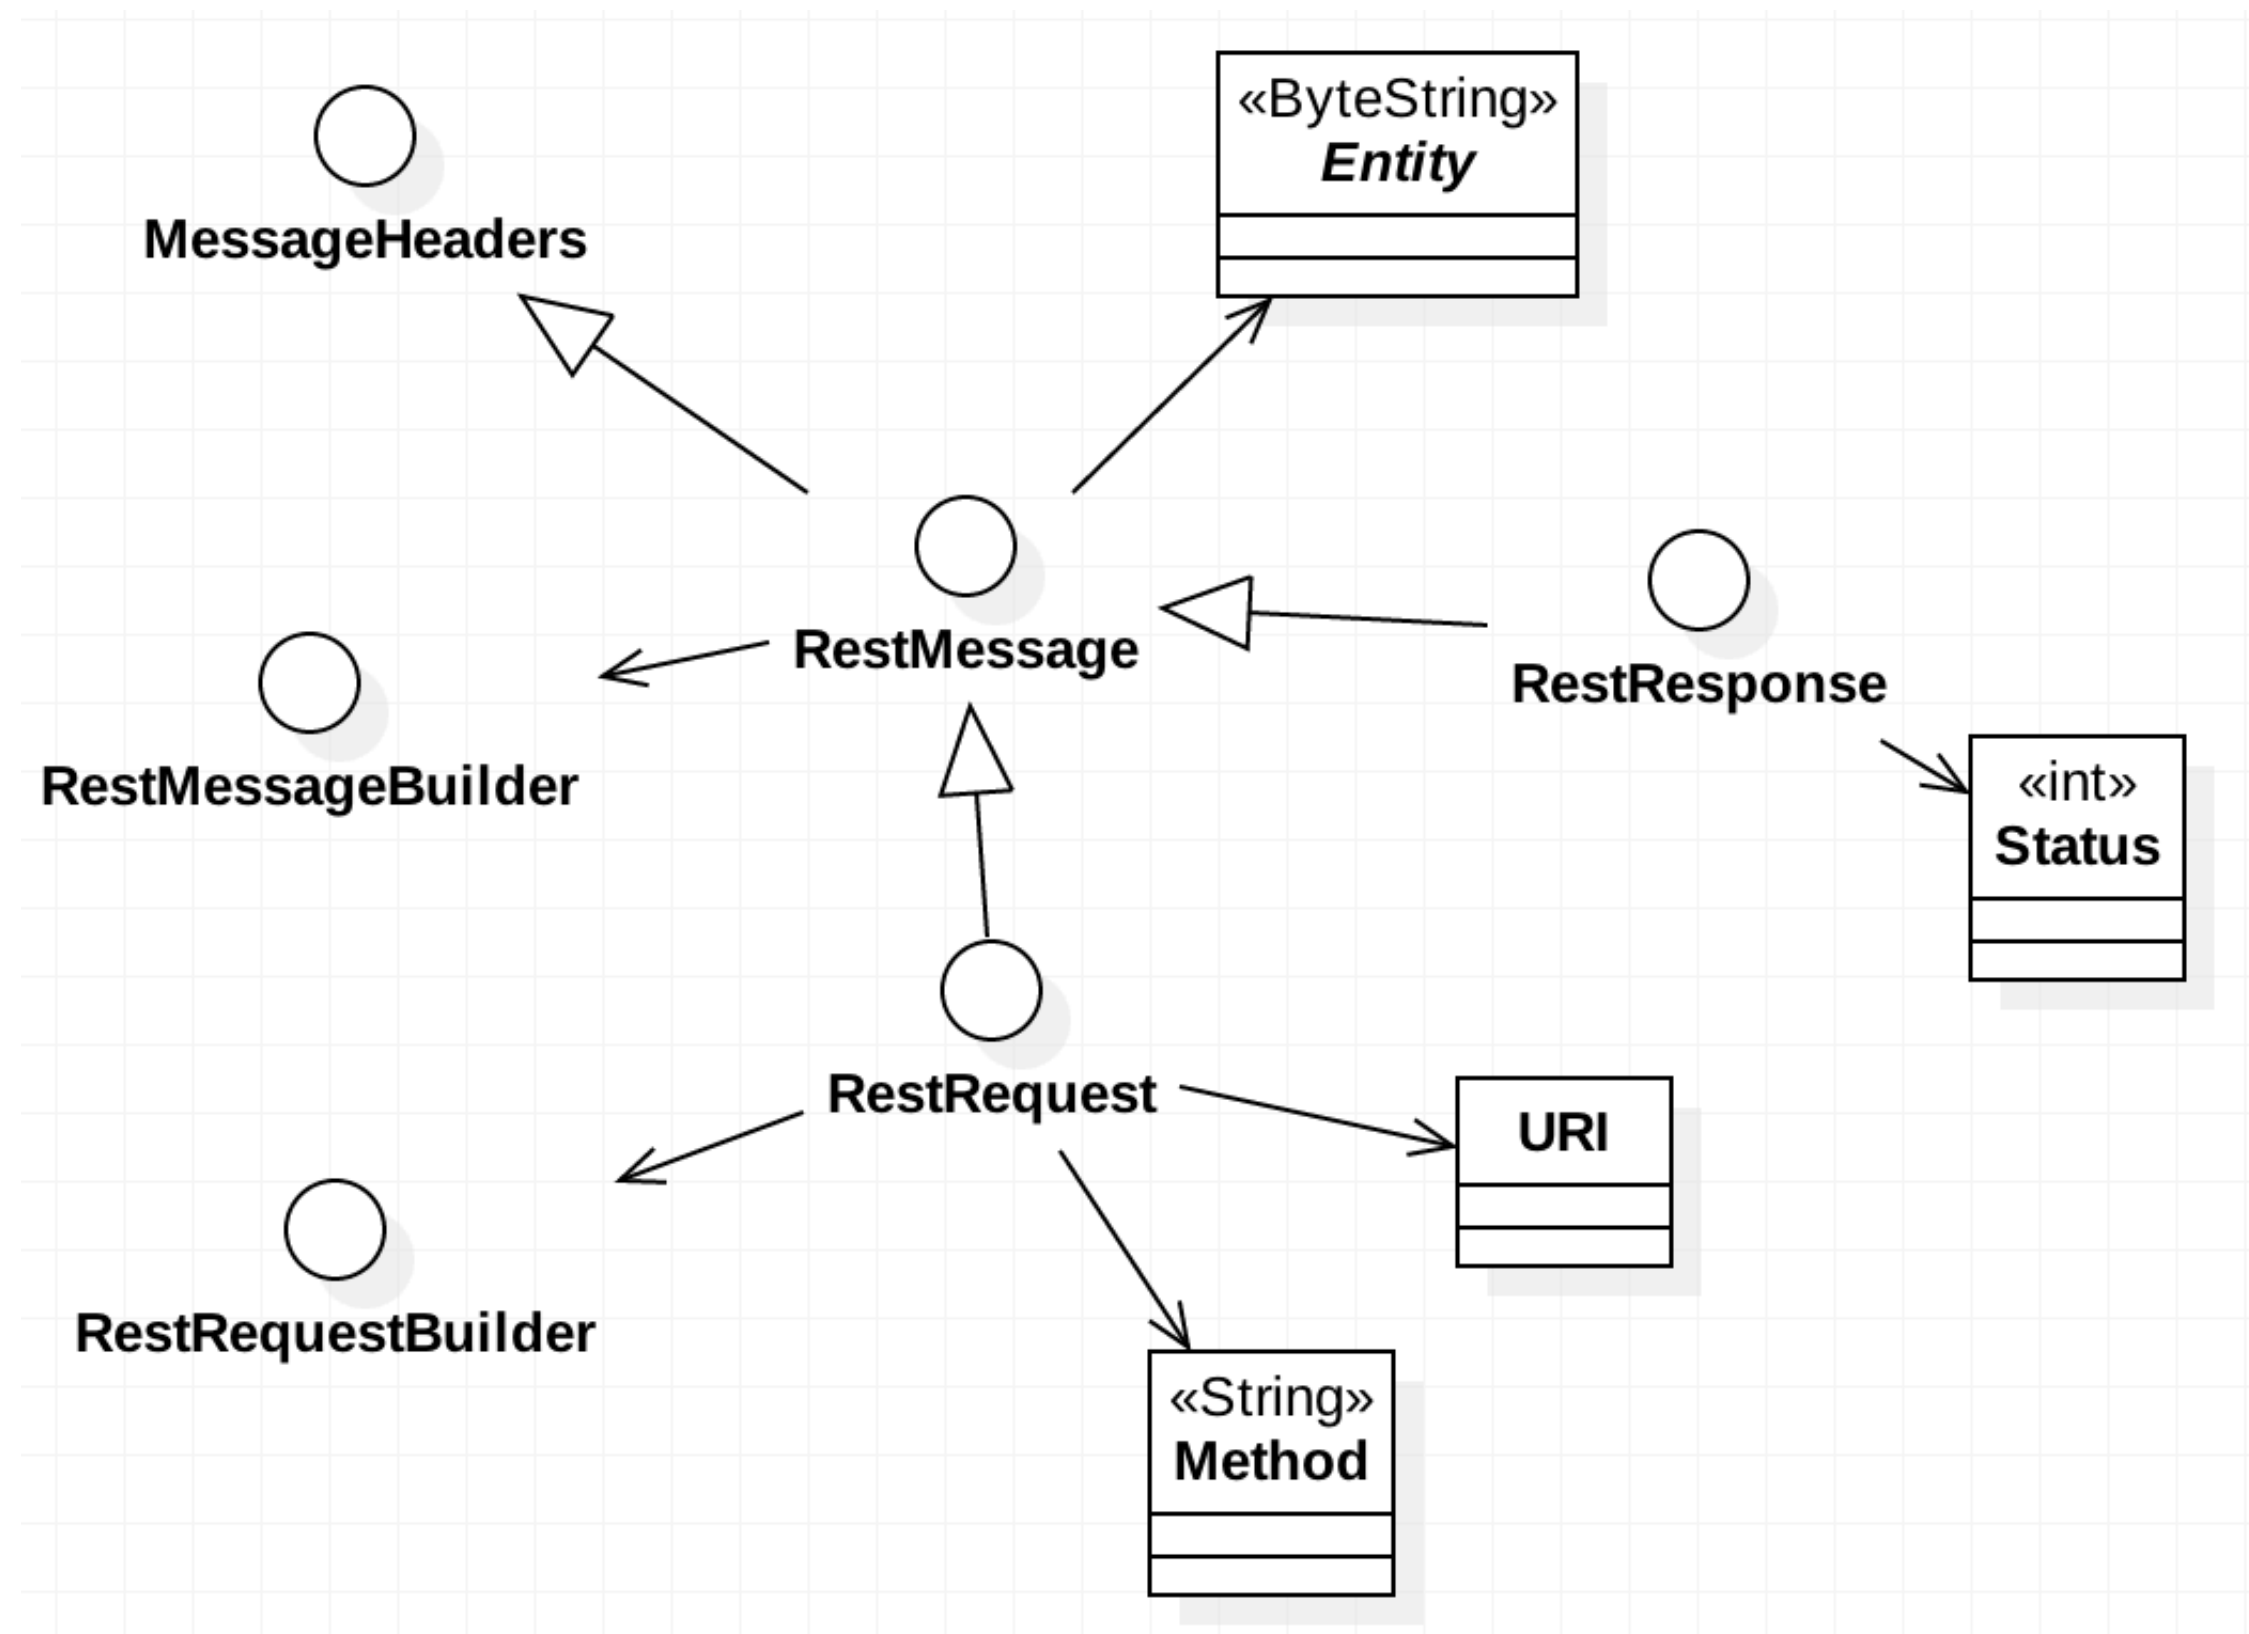 «ByteString»
Entity
MessageHeaders
RestMessage
RestResponse
RestMessageBuilder
«int»
Status
RestRequest
URI
RestRequestBuilder
«String»
Method